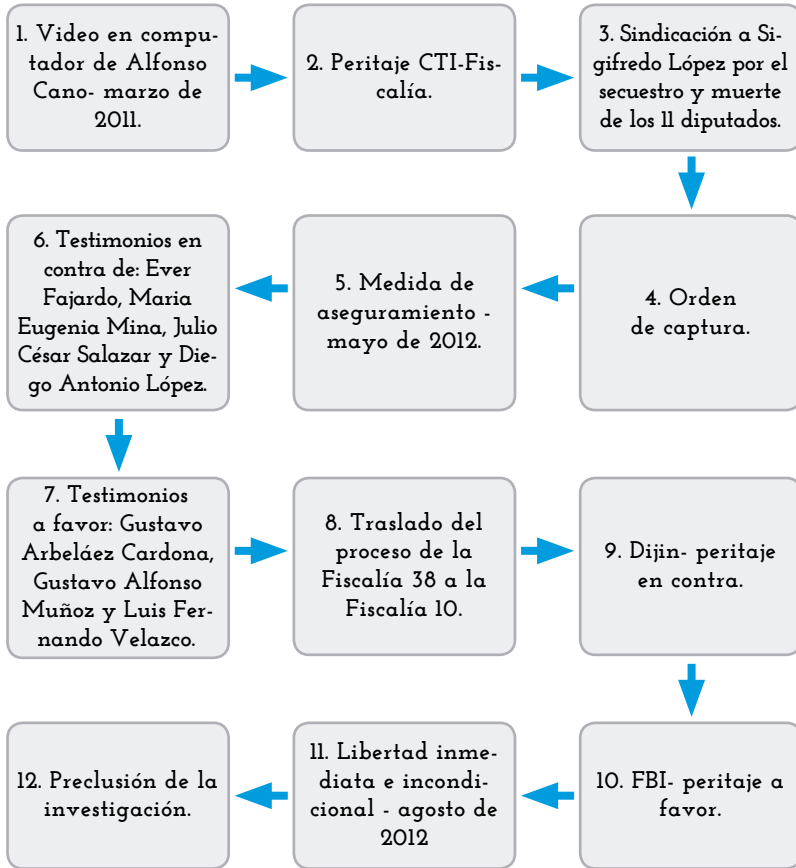 1. Video en compu-
tador de Alfonso
Cano- marzo de
2011.
2. Peritaje CTI-Fis-
calía.
3. Sindicación a Si-
gifredo López por el
secuestro y muerte
de los 11 diputados.
4. Orden
de captura.
5. Medida de
aseguramiento -
mayo de 2012.
6. Testimonios en
contra de: Ever
Fajardo, Maria
Eugenia Mina, Julio
César Salazar y Die-
go Antonio López.
7. Testimonios
a favor: Gustavo
Arbeláez Cardona,
Gustavo Alfonso
Muñoz y Luis Fer-
nando Velazco.
8. Traslado del
proceso de la
Fiscalía 38 a la
Fiscalía 10.
9. Dijin- peritaje
en contra.
10. FBI- peritaje a
favor.
11. Libertad inme-
diata e incondi-
cional - agosto de
2012
12. Preclusión de la
investigación.